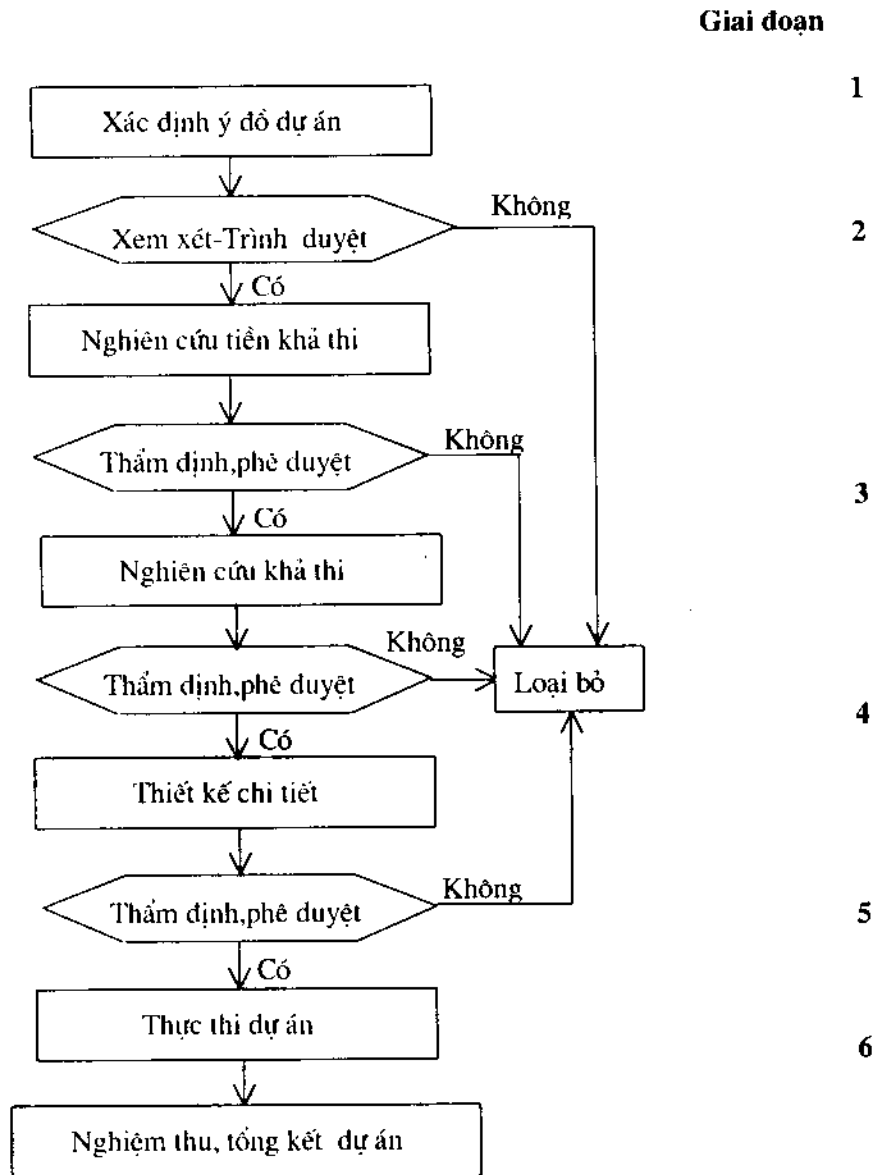 Giai đoạn
1
Xác định ý đồ dự án
Không
Xem xét-Trình duyệt
2
Có
Nghiên cứu tiền khả thi
Không
Thẩm định,phê duyệt
3
Có
Nghiên cứu khả thi
Không
Thẩm định,phê duyệt
Loại bỏ
4
Có
Thiết kế chi tiết
Không
Thẩm định,phê duyệt
5
Có
Thực thi dự án
6
Nghiệm thu, tổng kết dự án